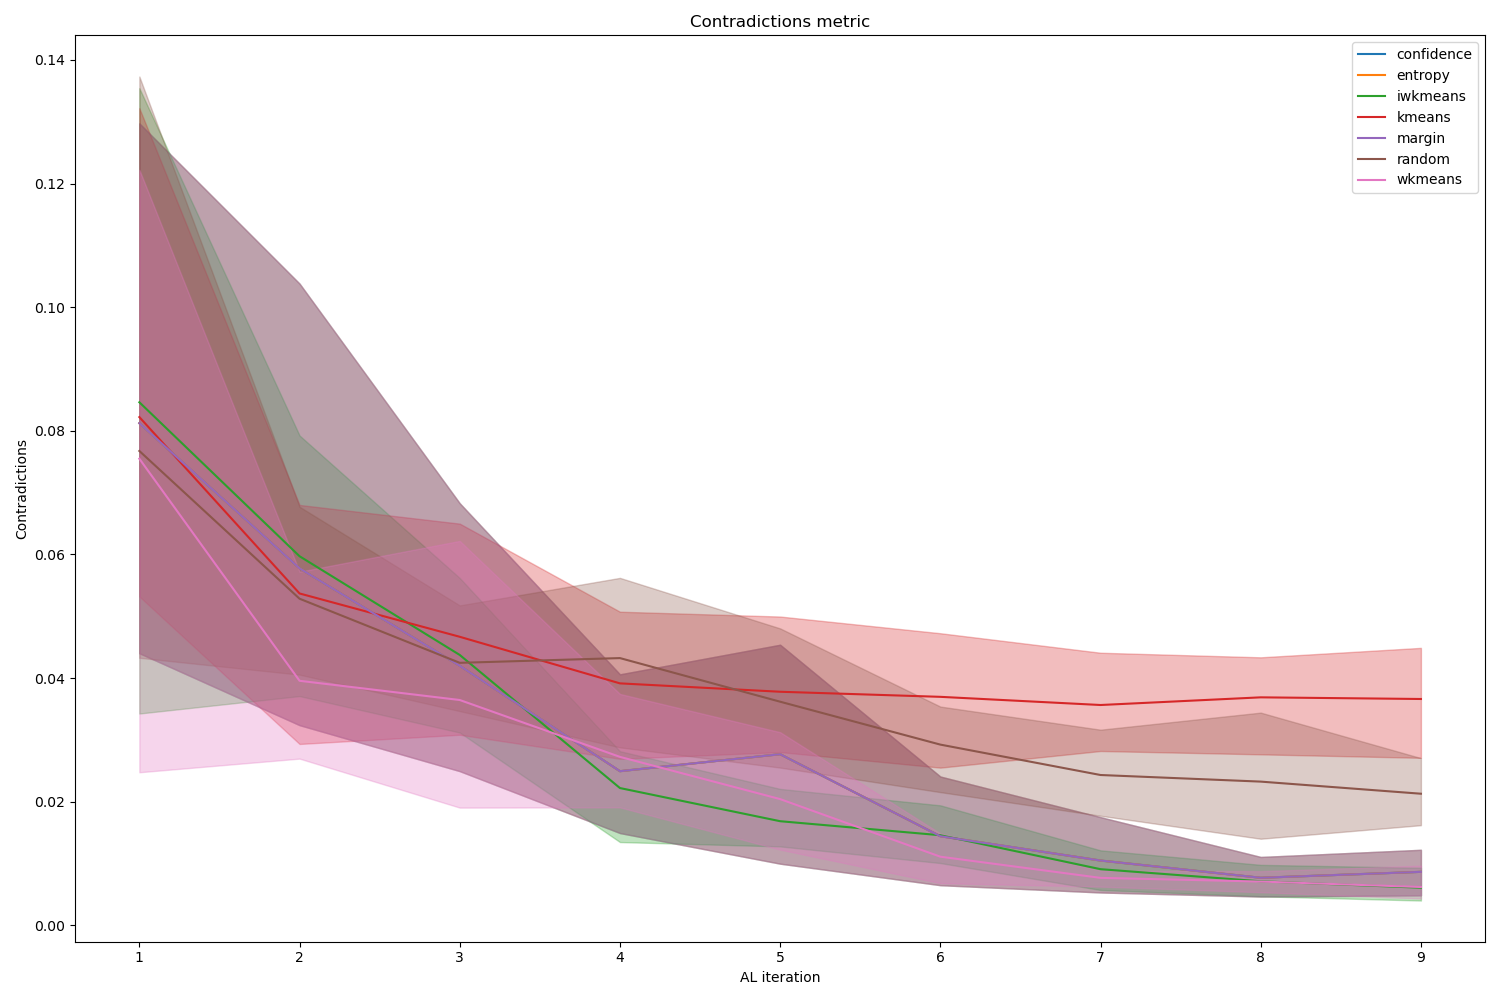 Contradictions metric
confidence
entropy
iwkmeans
kmeans
margin
random
wkmeans
Contradictions
0.14
0.12
0.10
0.08
0.06
0.04
0.02
0.00
1 2 3 4 5 6 7 8 9
AL iteration